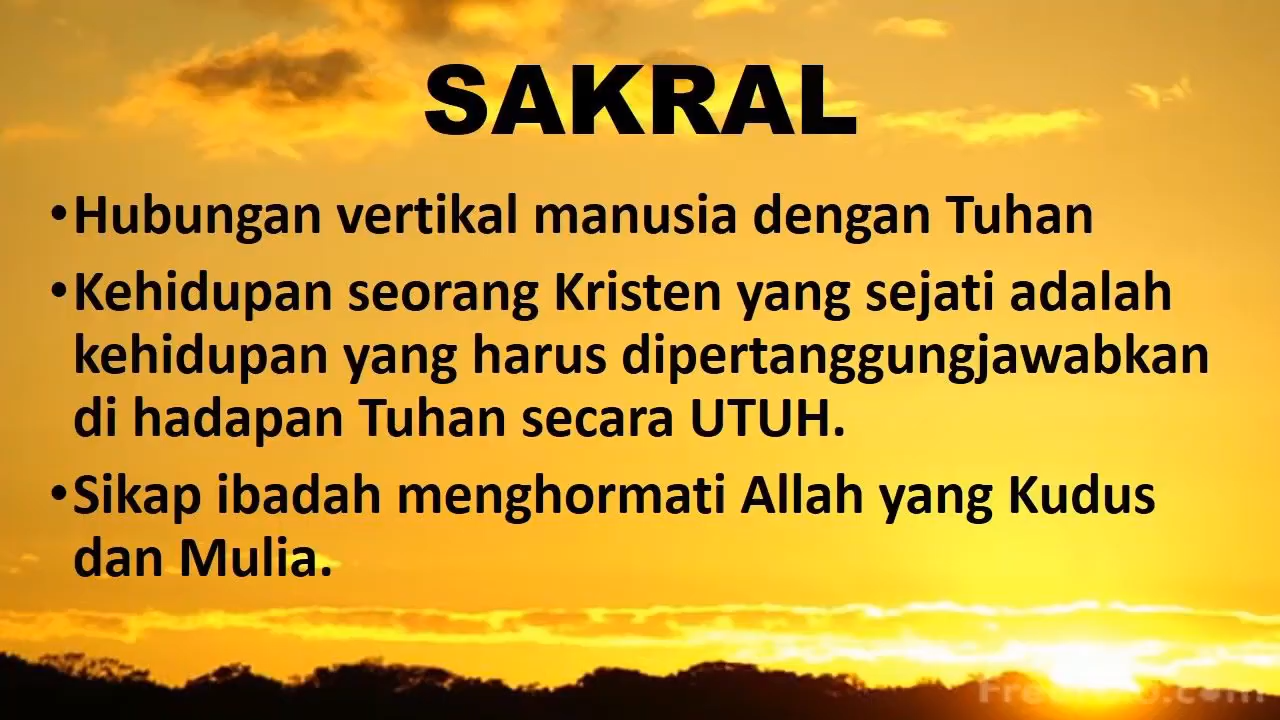 SAKRAL
•Hubungan vertikal manusia dengan Tuhan
•Kehidupan seorang Kristen yang sejati adalah
kehidupan yang harus dipertanggungjawabkan
di hadapan Tuhan secara UTUH.
•Sikap ibadah menghormati Allah yang Kudus
dan Mulia.